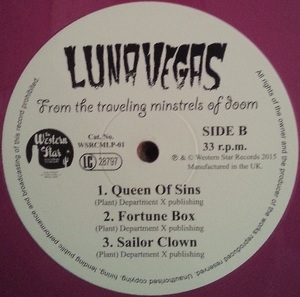 LUNA VEGAS
From the traveling minstrels of doom
The
Western
Star
Cat. No.
WSRCMLP-01
LC 28797
SIDE B
33 r.p.m.
℗ & © Western Star Records 2015
Manufactured in the UK.
1. Queen Of Sins
(Plant) Department X publishing
2. Fortune Box
(Plant) Department X publishing
3. Sailor Clown
(Plant) Department X publishing
All rights of the owner and the producer of the works reproduced reserved. Unauthorised copying, hiring, lending, public performance and broadcasting of this record prohibited.